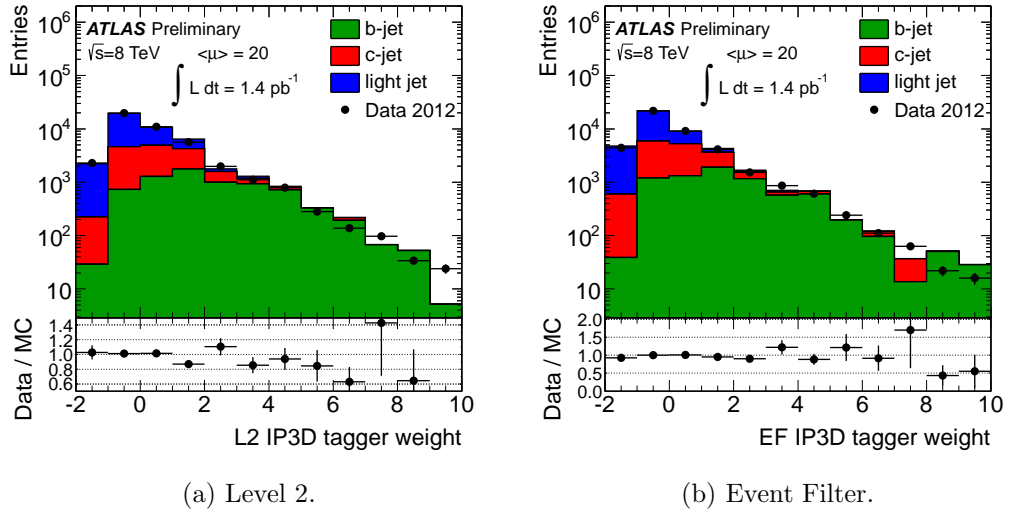 Entries
10^6
10^5
10^4
10^3
10^2
10
ATLAS Preliminary
√s=8 TeV
<μ> = 20
∫ L dt = 1.4 pb^-1
b-jet
c-jet
light jet
Data 2012
Data / MC
1.4
1.2
1.0
0.8
0.6
-2 0 2 4 6 8 10
L2 IP3D tagger weight
(a) Level 2.
Entries
10^6
10^5
10^4
10^3
10^2
10
ATLAS Preliminary
√s=8 TeV
<μ> = 20
∫ L dt = 1.4 pb^-1
b-jet
c-jet
light jet
Data 2012
Data / MC
2.0
1.5
1.0
0.5
0.0
-2 0 2 4 6 8 10
EF IP3D tagger weight
(b) Event Filter.